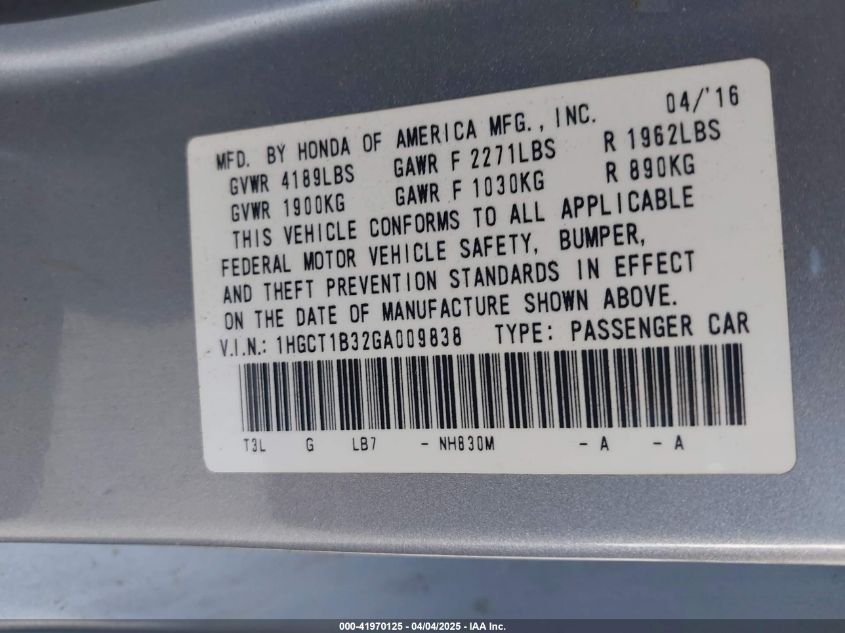 04/'16
MFD. BY HONDA OF AMERICA MFG., INC.
GVWR 4189LBS GAWR F 2271LBS R 1962LBS
GVWR 1900KG GAWR F 1030KG R 890KG
THIS VEHICLE CONFORMS TO ALL APPLICABLE
FEDERAL MOTOR VEHICLE SAFETY, BUMPER,
AND THEFT PREVENTION STANDARDS IN EFFECT
ON THE DATE OF MANUFACTURE SHOWN ABOVE.
V.I.N.: 1HGCT1B32GA009838 TYPE: PASSENGER CAR
T3L G LB7 - NH830M - A - A
000-41970125 - 04/04/2025 - IAA Inc.